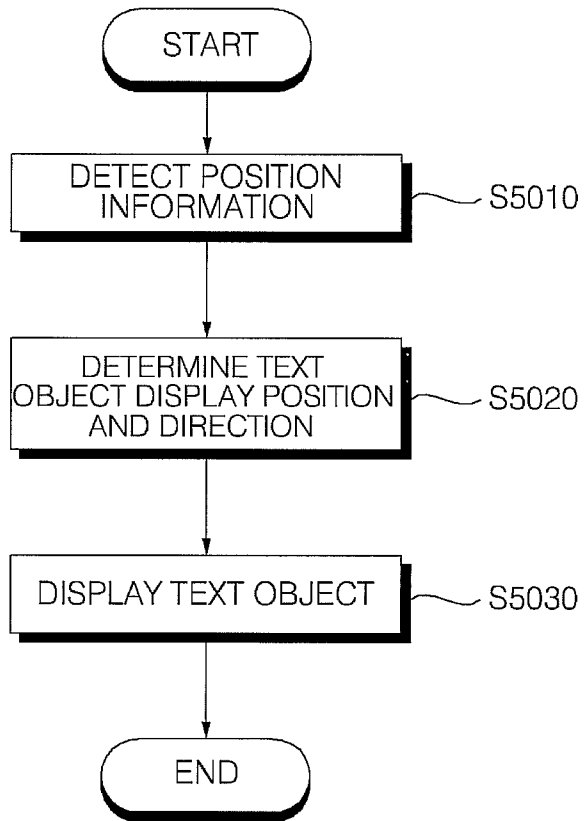 START
DETECT POSITION
INFORMATION
S5010
DETERMINE TEXT
OBJECT DISPLAY POSITION
AND DIRECTION
S5020
DISPLAY TEXT OBJECT
S5030
END